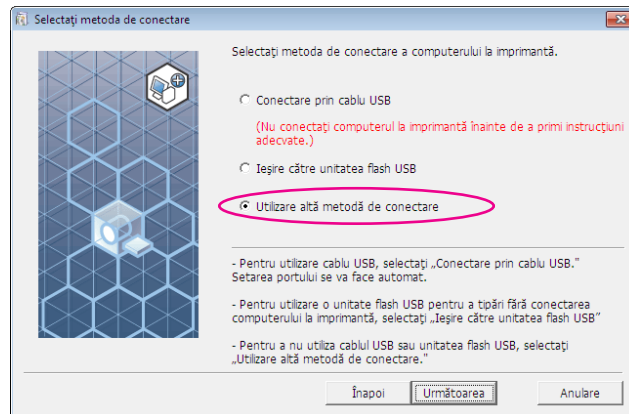 Selectați metoda de conectare
Selectați metoda de conectare a computerului la imprimantă.
Conectare prin cablu USB
(Nu conectați computerul la imprimantă înainte de a primi instrucțiuni
adecvate.)
Ieșire către unitatea flash USB
Utilizare altă metodă de conectare
- Pentru utilizare cablu USB, selectați „Conectare prin cablu USB."
Setarea portului se va face automat.
- Pentru utilizare o unitate flash USB pentru a tipări fără conectarea
computerului la imprimantă, selectați „Ieșire către unitatea flash USB”
- Pentru a nu utiliza cablul USB sau unitatea flash USB, selectați
„Utilizare altă metodă de conectare."
Înapoi Următoarea Anulare